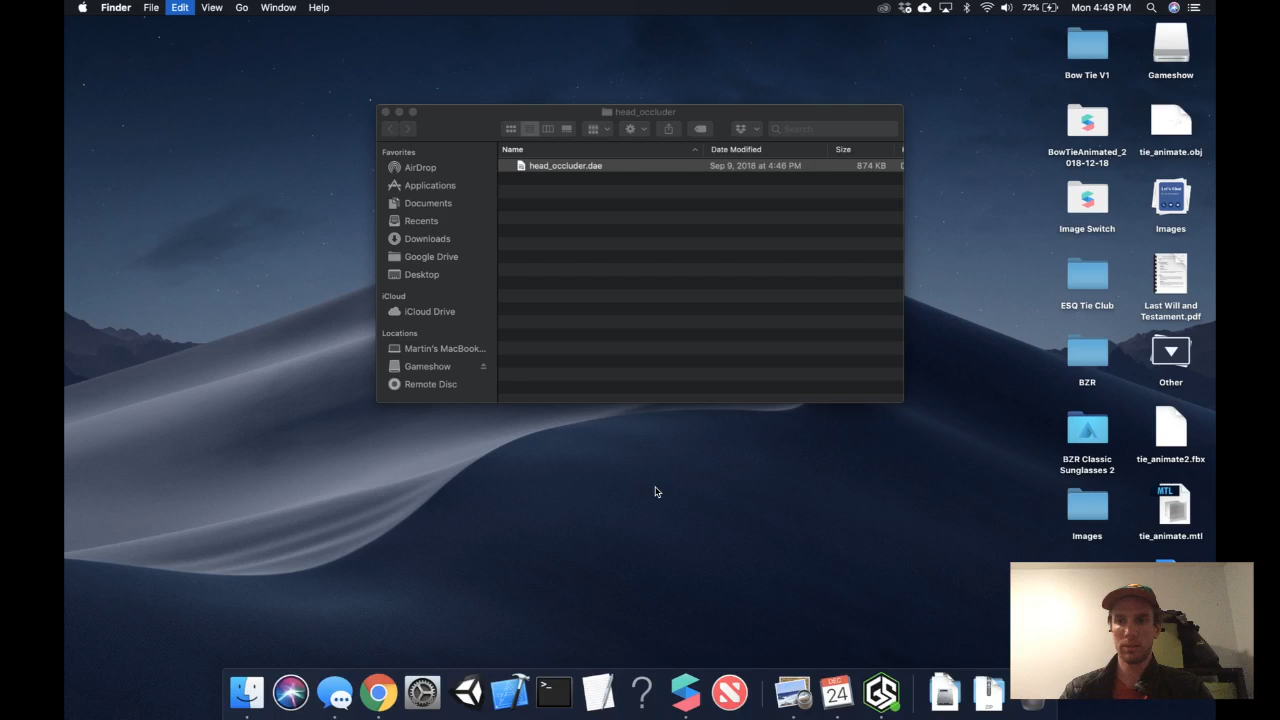 Finder File Edit View Go Window Help 72% Mon 4:49 PM
head_occluder
Search
Favorites
AirDrop
Applications
Documents
Recents
Downloads
Google Drive
Desktop
iCloud
iCloud Drive
Locations
Martin's MacBook...
Gameshow
Remote Disc
Name Date Modified Size
head_occluder.dae Sep 9, 2018 at 4:46 PM 874 KB
Bow Tie V1
Gameshow
BowTieAnimated_2
018-12-18
tie_animate.obj
Image Switch
Let's Chat
Images
ESQ Tie Club
Last Will and
Testament.pdf
BZR
Other
BZR Classic
Sunglasses 2
tie_animate2.fbx
Images
MTL
tie_animate.mtl
>_
?
DEC
24
GS
ZIP